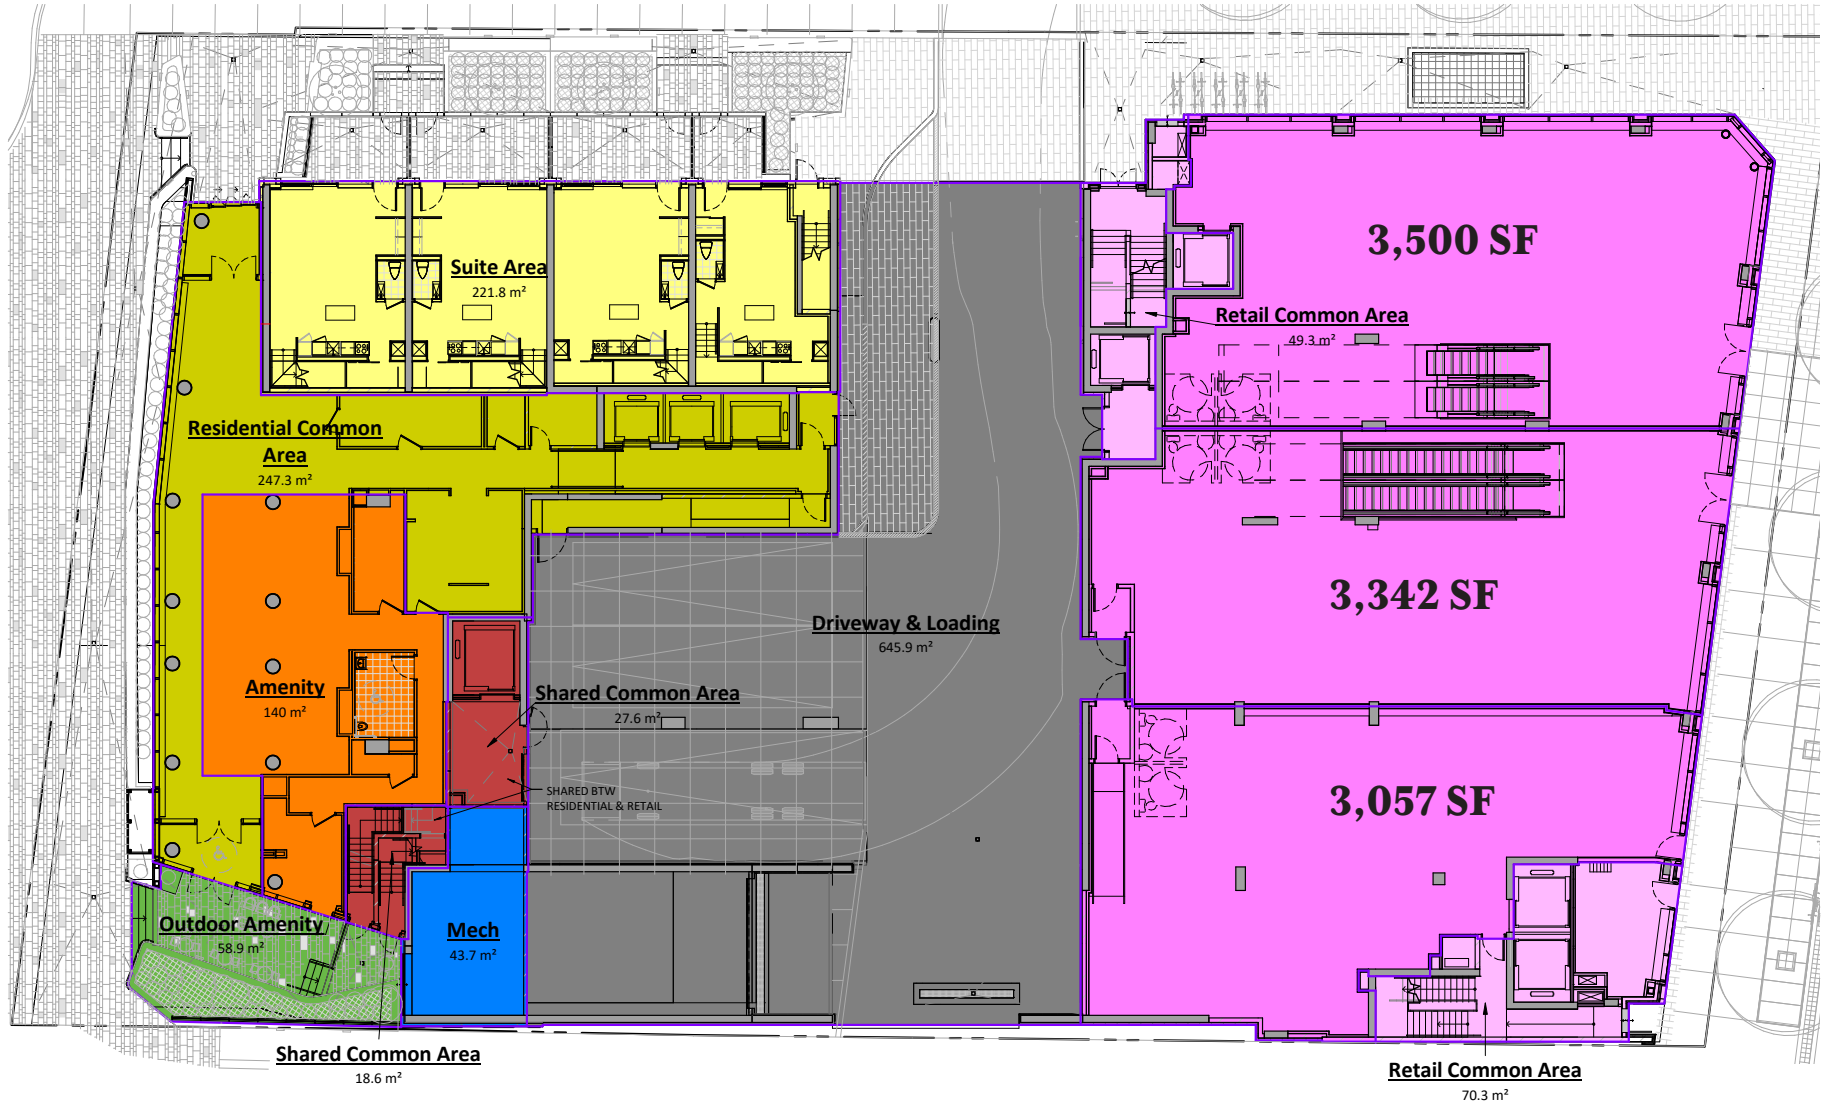 3,500 SF
Suite Area
221.8 m²
Retail Common Area
49.3 m²
Residential Common
Area
247.3 m²
3,342 SF
Driveway & Loading
645.9 m²
Amenity
140 m²
Shared Common Area
27.6 m²
SHARED BTW
RESIDENTIAL & RETAIL
3,057 SF
Outdoor Amenity
58.9 m²
Mech
43.7 m²
Shared Common Area
18.6 m²
Retail Common Area
70.3 m²